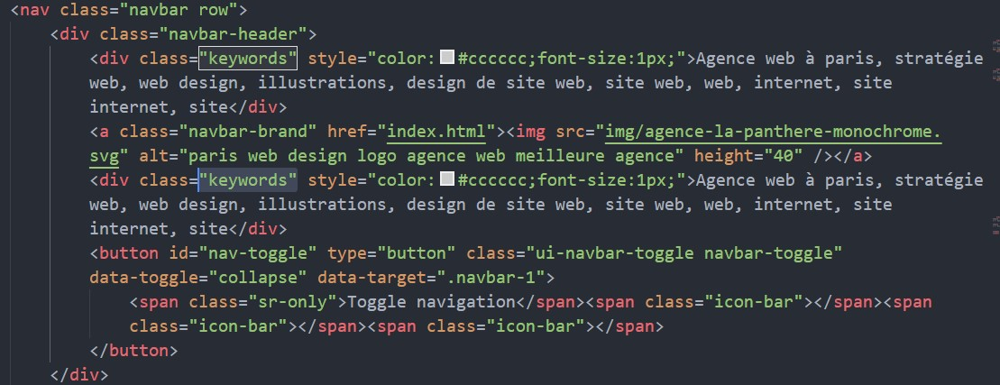 <nav class="navbar row">
<div class="navbar-header">
<div class="keywords" style="color:#cccccc;font-size:1px;">Agence web à paris, stratégie
web, web design, illustrations, design de site web, site web, web, internet, site
internet, site</div>
<a class="navbar-brand" href="index.html"><img src="img/agence-la-panthere-monochrome.
svg" alt="paris web design logo agence web meilleure agence" height="40" /></a>
<div class="keywords" style="color:#cccccc;font-size:1px;">Agence web à paris, stratégie
web, web design, illustrations, design de site web, site web, web, internet, site
internet, site</div>
<button id="nav-toggle" type="button" class="ui-navbar-toggle navbar-toggle"
data-toggle="collapse" data-target=".navbar-1">
<span class="sr-only">Toggle navigation</span><span class="icon-bar"></span><span
class="icon-bar"></span><span class="icon-bar"></span>
</button>
</div>